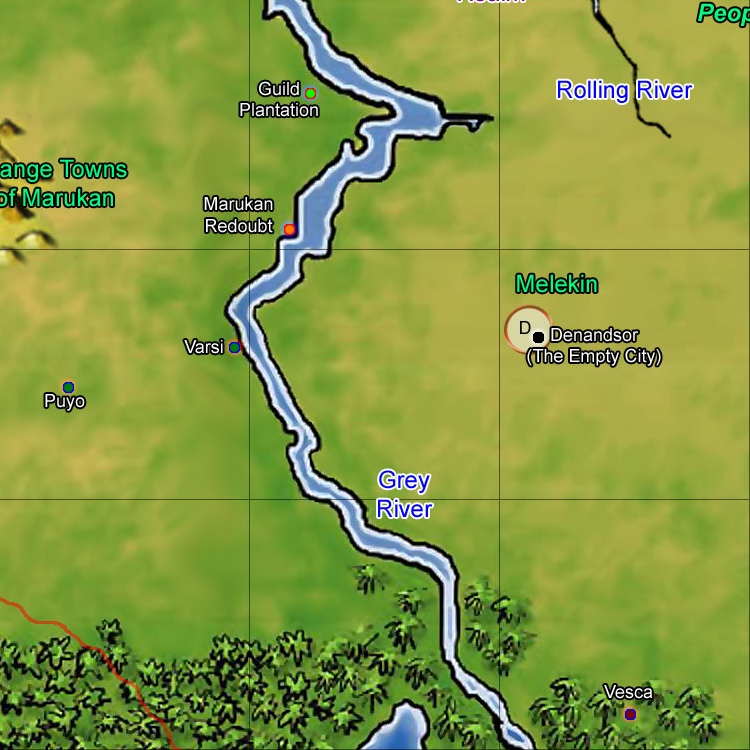 Peop
Guild
Plantation
Rolling River
ange Towns
of Marukan
Marukan
Redoubt
Melekin
D
Denandsor
(The Empty City)
Varsi
Puyo
Grey
River
Vesca